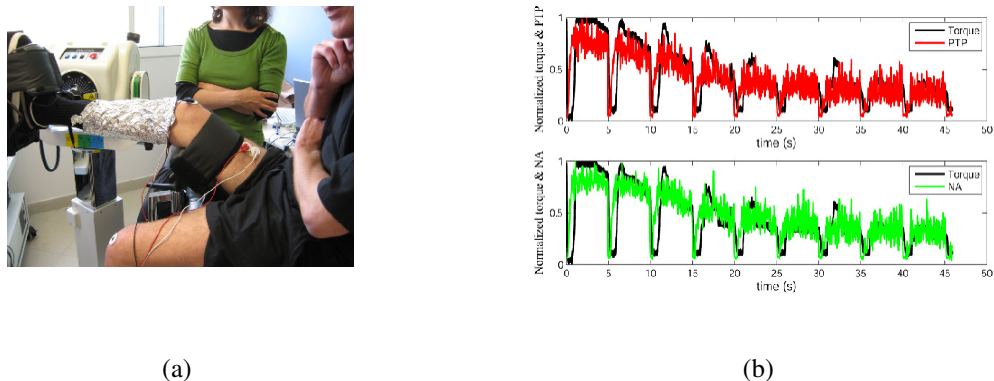 Normalized torque & PTP
1
0.5
0
0 5 10 15 20 25 30 35 40 45 50
time (s)
Torque
PTP
Normalized torque & NA
1
0.5
0
0 5 10 15 20 25 30 35 40 45 50
time (s)
Torque
NA
(a)
(b)